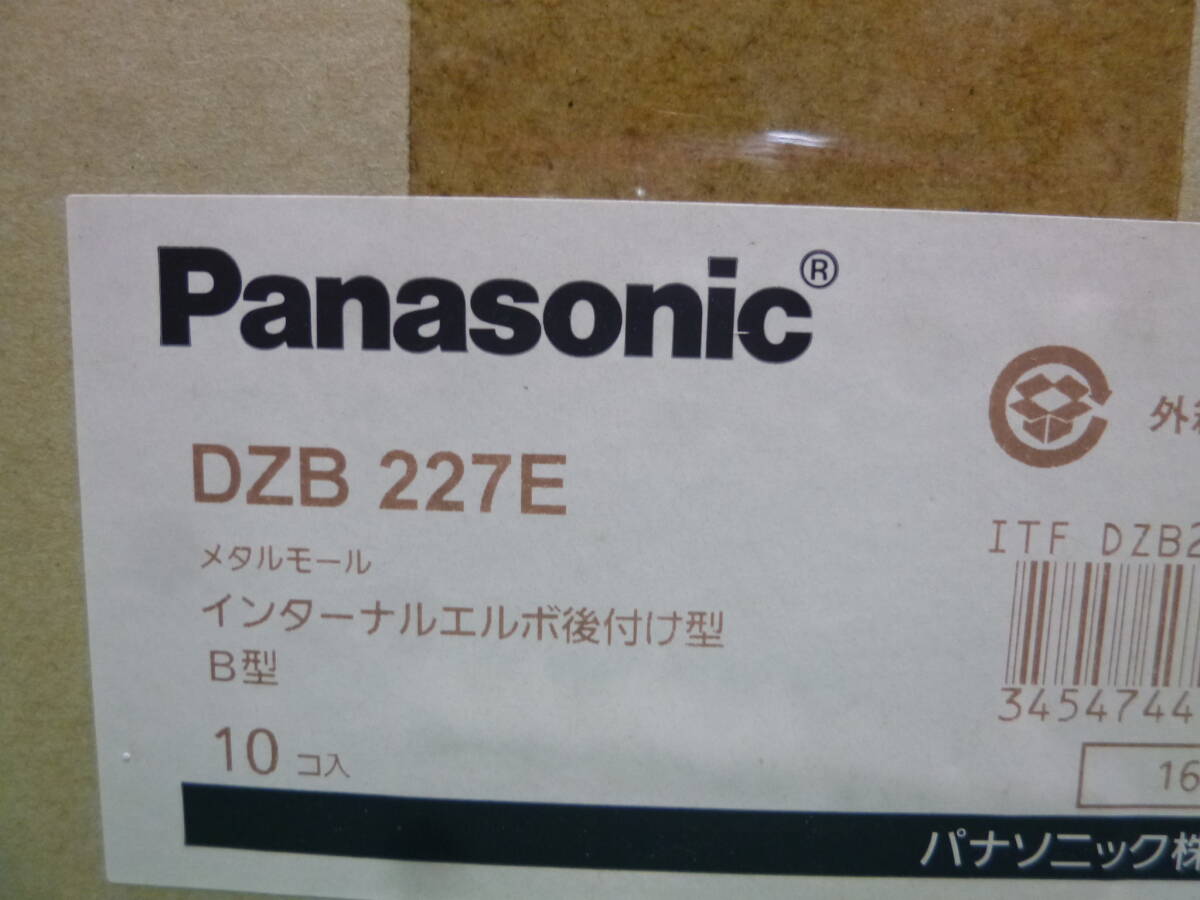 Panasonic®
DZB 227E
メタルモール
インターナルエルボ後付け型
B型
10 コ入
外
ITF DZB2
3454744
16
パナソニック株